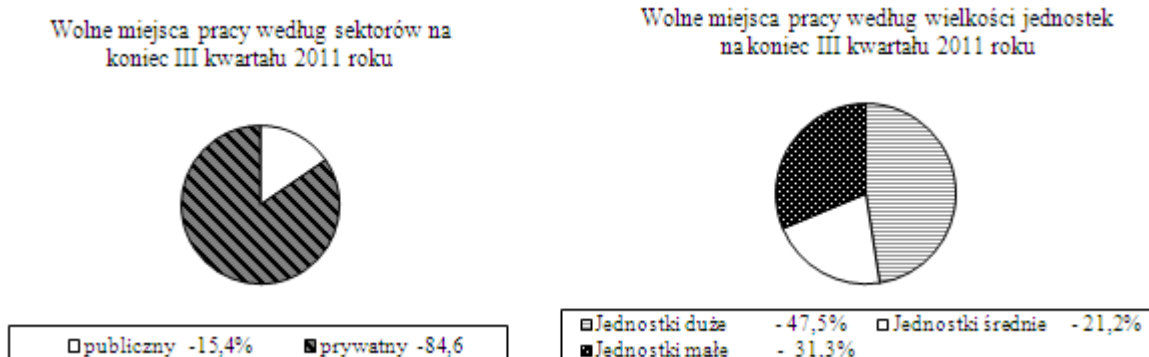 Wolne miejsca pracy według sektorów na
koniec III kwartału 2011 roku
publiczny -15,4% prywatny -84,6
Wolne miejsca pracy według wielkości jednostek
na koniec III kwartału 2011 roku
Jednostki duże - 47,5% Jednostki średnie - 21,2%
Jednostki małe - 31,3%